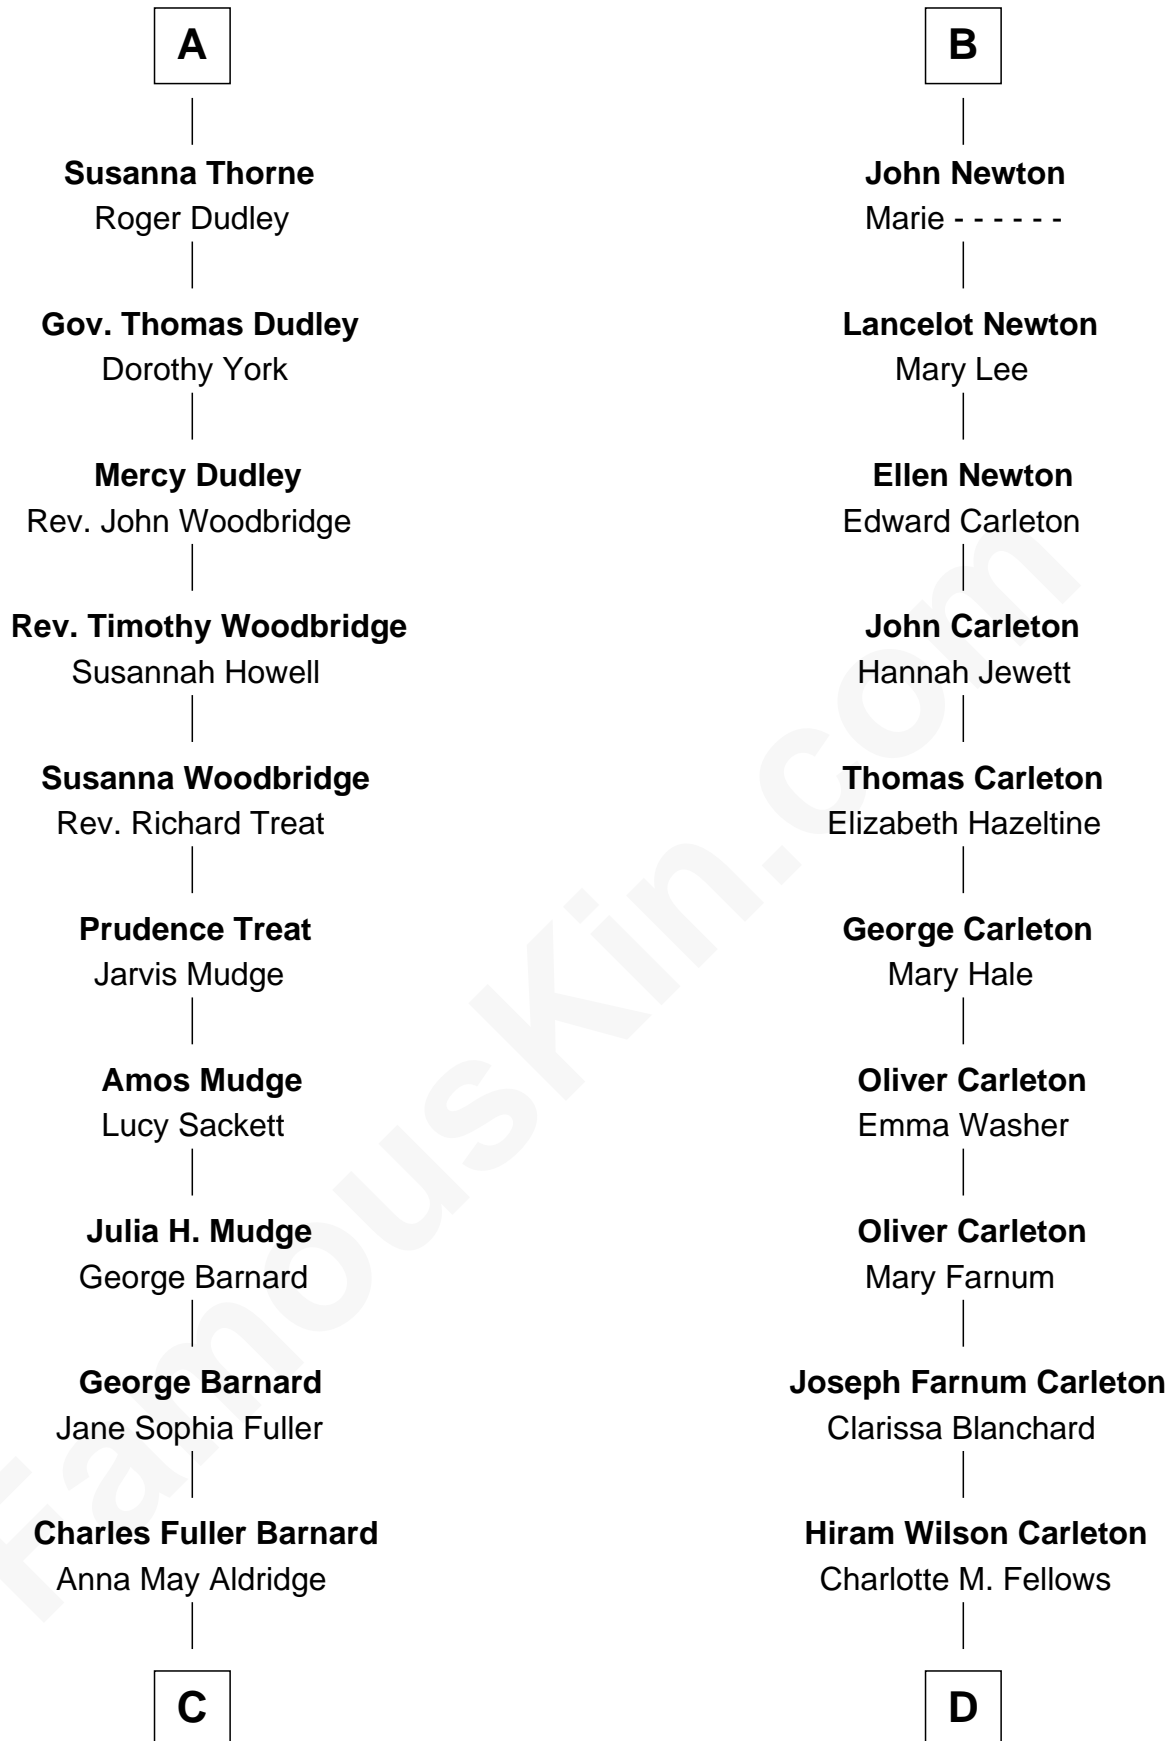 A
Susanna Thorne
Roger Dudley
Gov. Thomas Dudley
Dorothy York
Mercy Dudley
Rev. John Woodbridge
Rev. Timothy Woodbridge
Susannah Howell
Susanna Woodbridge
Rev. Richard Treat
Prudence Treat
Jarvis Mudge
Amos Mudge
Lucy Sackett
Julia H. Mudge
George Barnard
George Barnard
Jane Sophia Fuller
Charles Fuller Barnard
Anna May Aldridge
C
B
John Newton
Marie - - - - - -
Lancelot Newton
Mary Lee
Ellen Newton
Edward Carleton
John Carleton
Hannah Jewett
Thomas Carleton
Elizabeth Hazeltine
George Carleton
Mary Hale
Oliver Carleton
Emma Washer
Oliver Carleton
Mary Farnum
Joseph Farnum Carleton
Clarissa Blanchard
Hiram Wilson Carleton
Charlotte M. Fellows
D
FamousKin.com